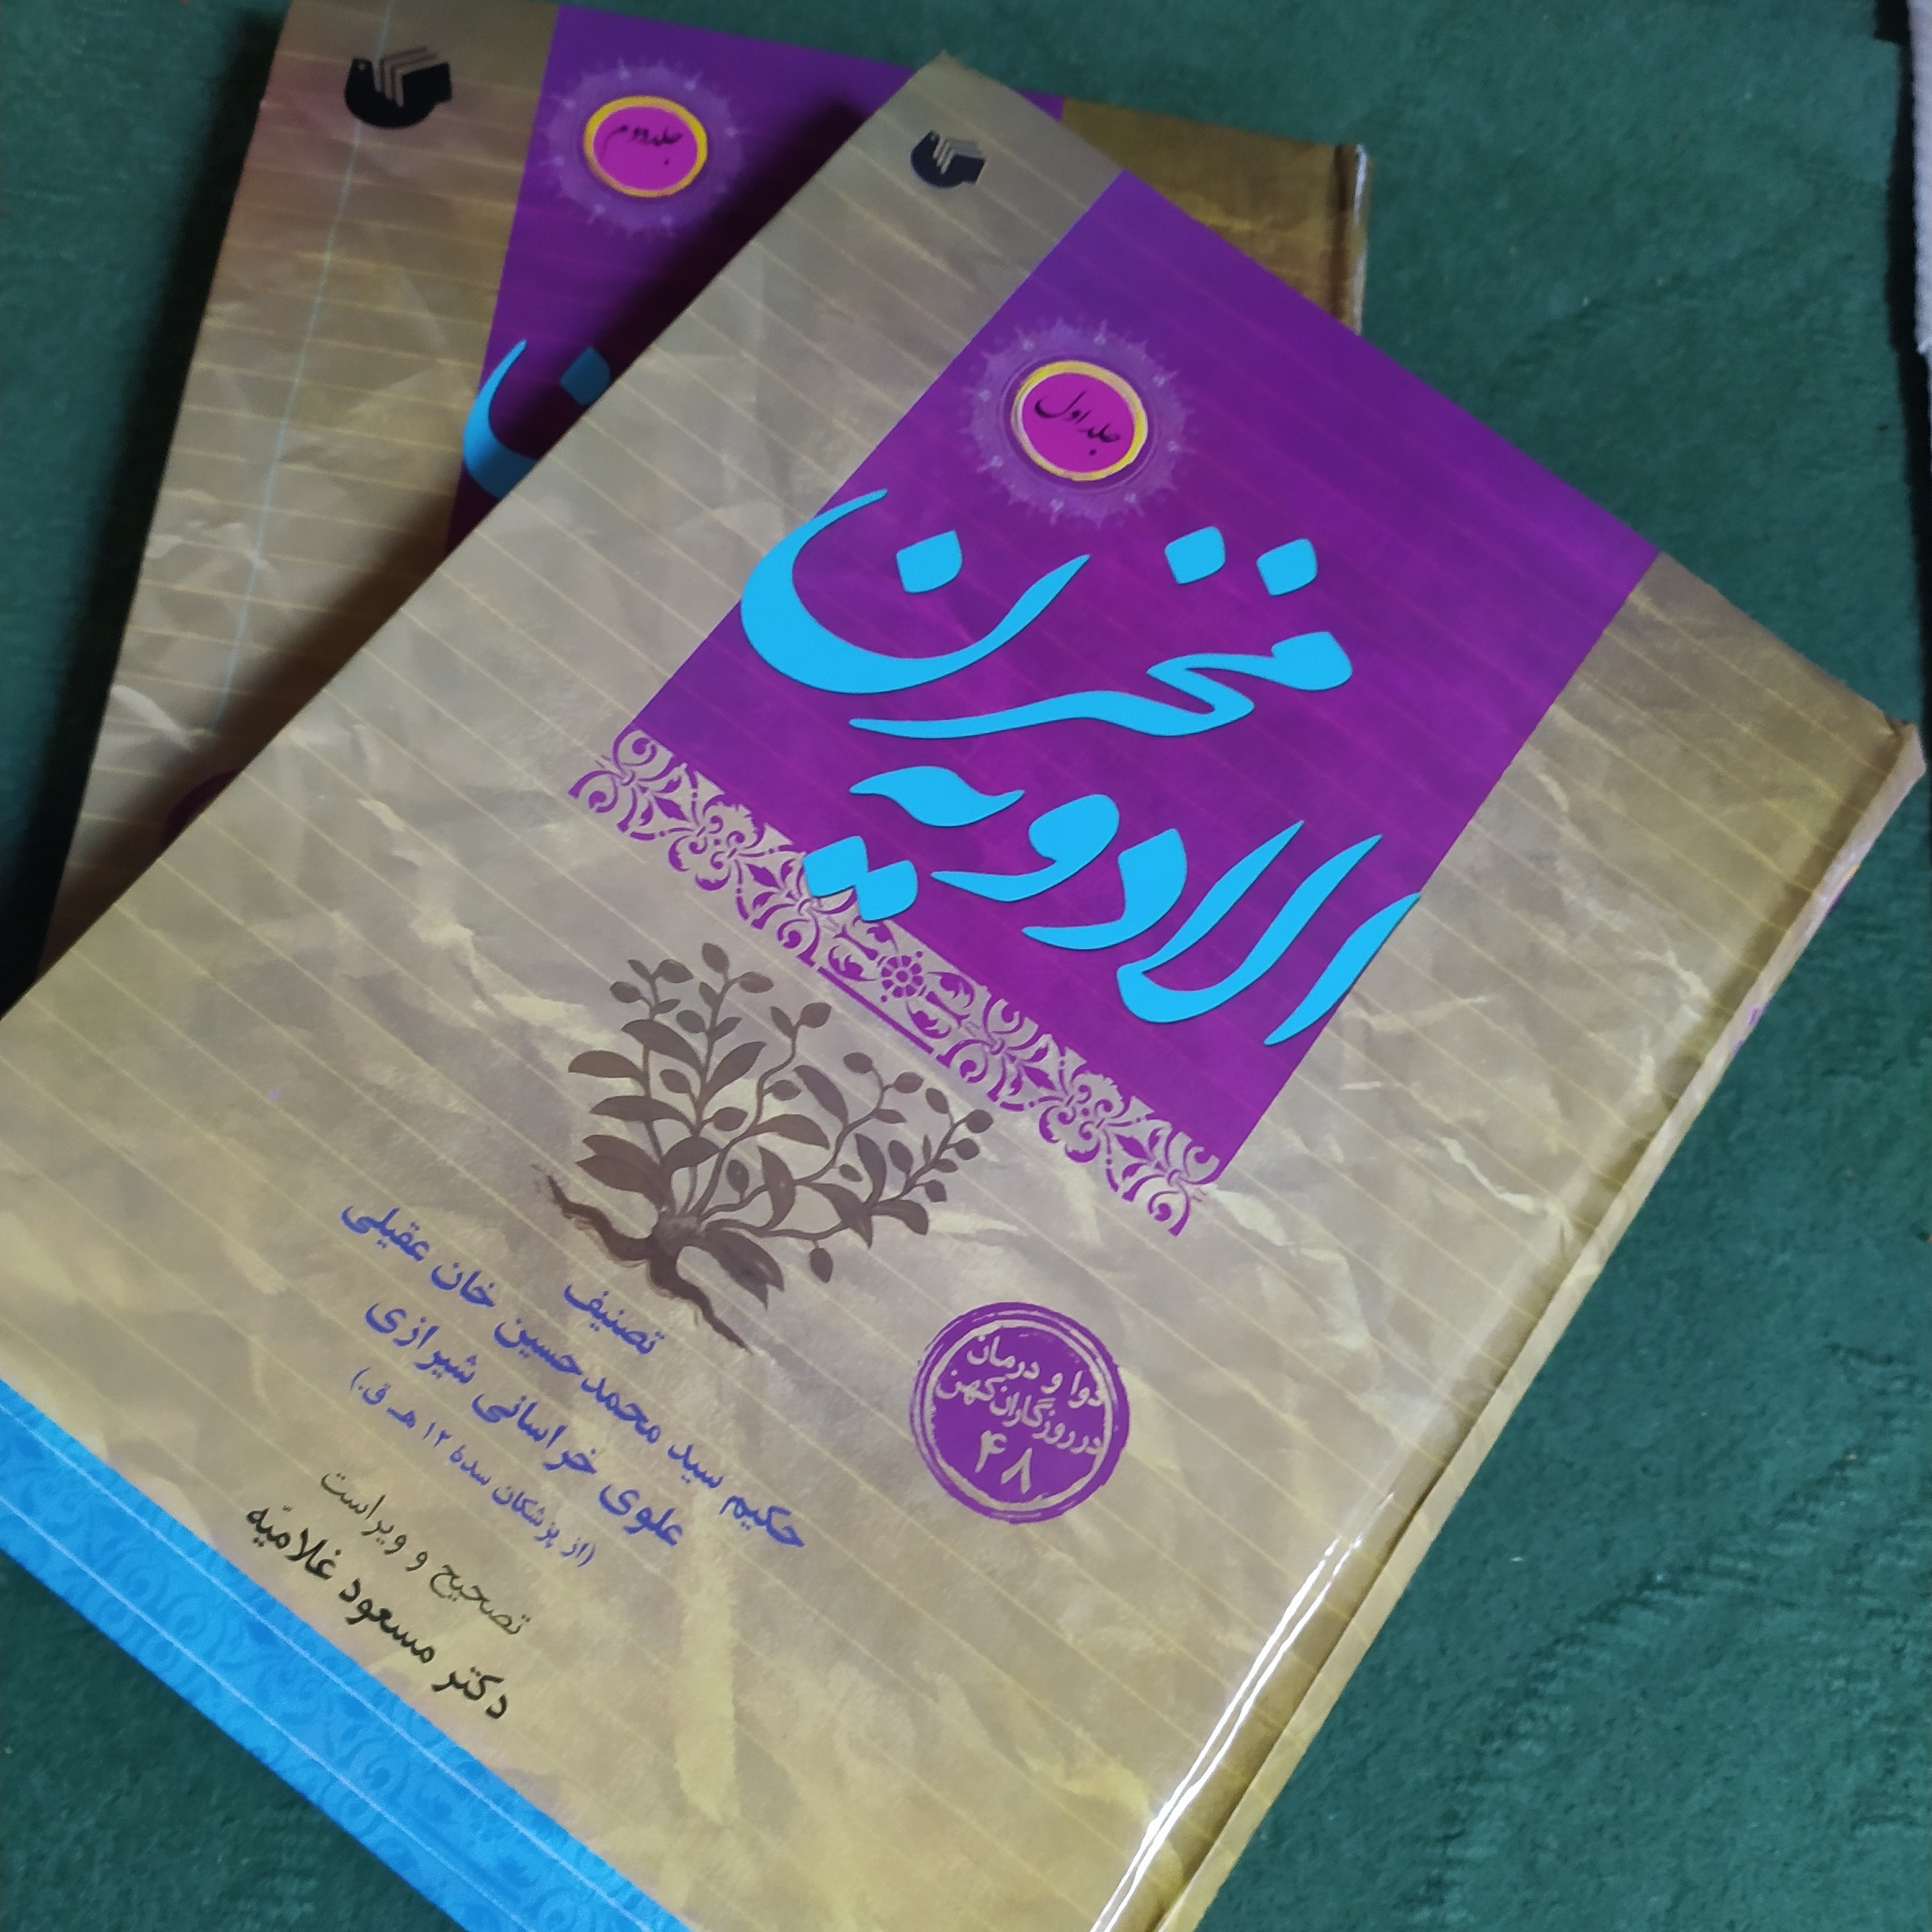 جلد دوم
ن
جلد اول
مخزن
الادویه
تصنیف
حکیم سید محمدحسین خان عقیلی
علوی خراسانی شیرازی
(از پزشکان سدهٔ ۱۲ هـ ق.)
تصحیح و ویراست
دکتر مسعود غلامیّه
دوا و درمان
در روزگاران کهن
۴۸